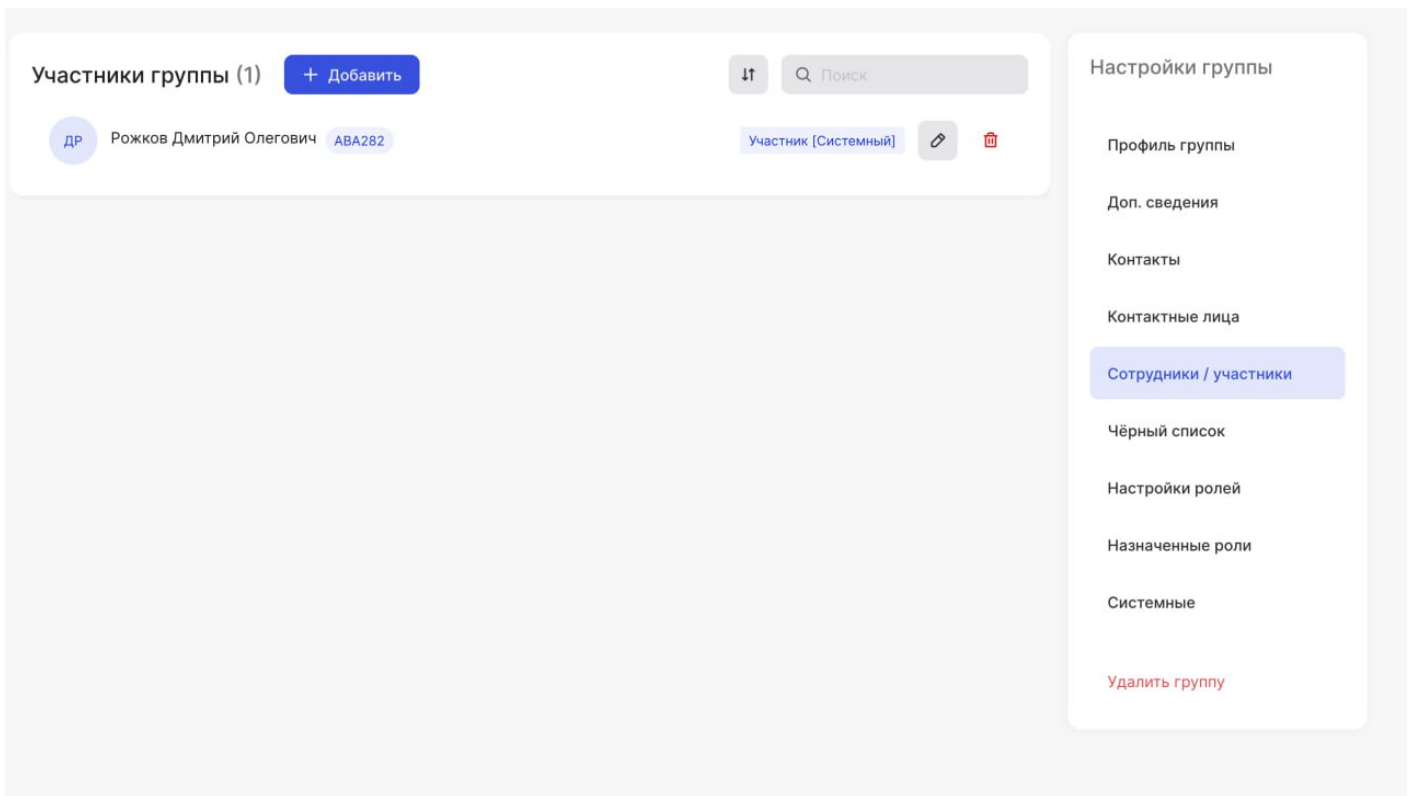 Участники группы (1)
+ Добавить
Поиск
ДР
Рожков Дмитрий Олегович
ABA282
Участник [Системный]
Настройки группы
Профиль группы
Доп. сведения
Контакты
Контактные лица
Сотрудники / участники
Чёрный список
Настройки ролей
Назначенные роли
Системные
Удалить группу